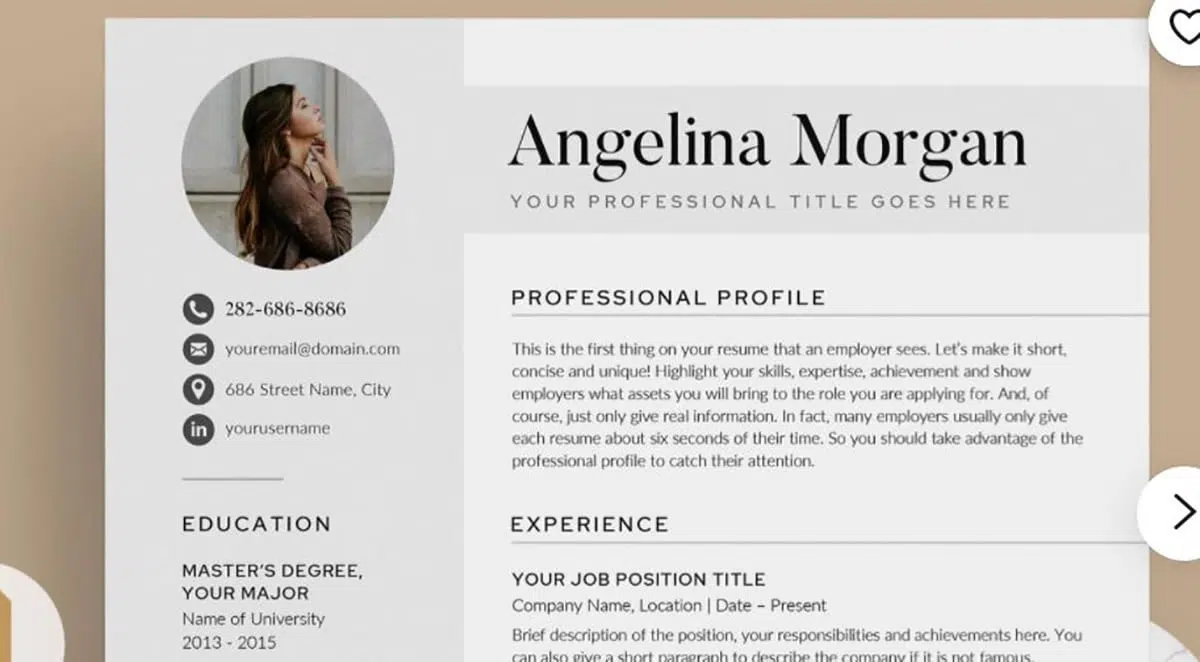 Angelina Morgan
YOUR PROFESSIONAL TITLE GOES HERE
282-686-8686
youremail@domain.com
686 Street Name, City
in yourusername
EDUCATION
MASTER'S DEGREE,
YOUR MAJOR
Name of University
2013 - 2015
PROFESSIONAL PROFILE
This is the first thing on your resume that an employer sees. Let's make it short,
concise and unique! Highlight your skills, expertise, achievement and show
employers what assets you will bring to the role you are applying for. And, of
course, just only give real information. In fact, many employers usually only give
each resume about six seconds of their time. So you should take advantage of the
professional profile to catch their attention.
EXPERIENCE
YOUR JOB POSITION TITLE
Company Name, Location | Date – Present
Brief description of the position, your responsibilities and achievements here. You
can also give a short paragraph to describe the company if it is not famous.